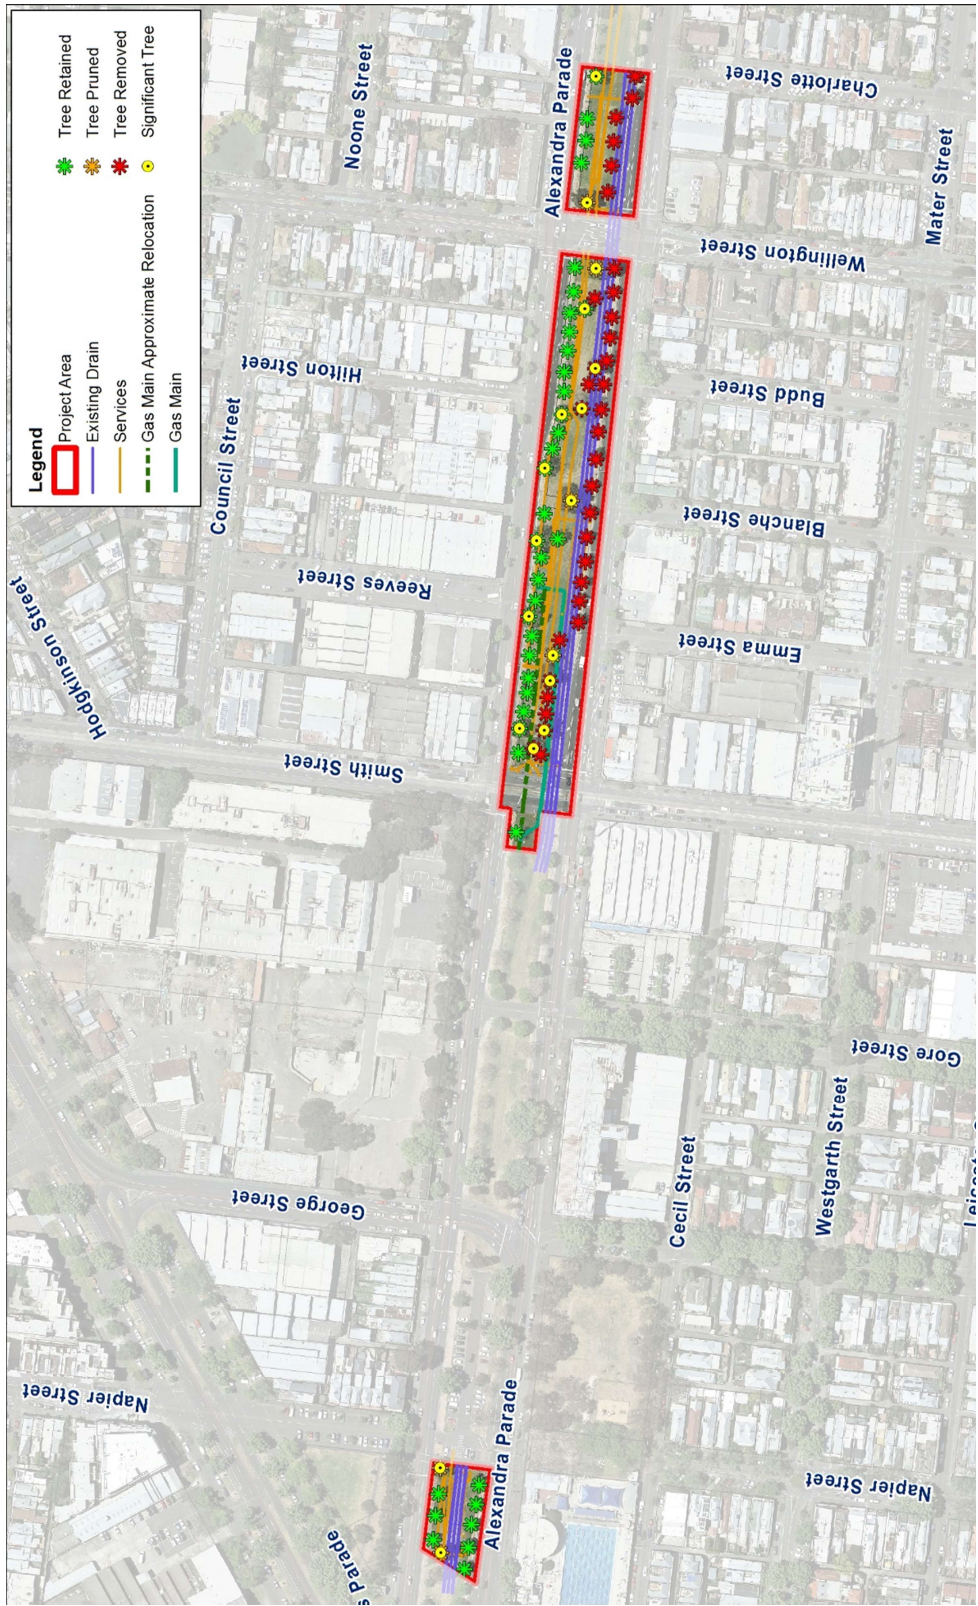 Legend
Project Area
Existing Drain
Services
Gas Main Approximate Relocation
Gas Main
Tree Retained
Tree Pruned
Tree Removed
Significant Tree
Noone Street
Alexandra Parade
Charlotte Street
Mater Street
Wellington Street
Hilton Street
Budd Street
Council Street
Blanche Street
Reeves Street
Emma Street
Hodgkinson Street
Smith Street
Gore Street
George Street
Cecil Street
Westgarth Street
Napier Street
Alexandra Parade
Napier Street
Parade